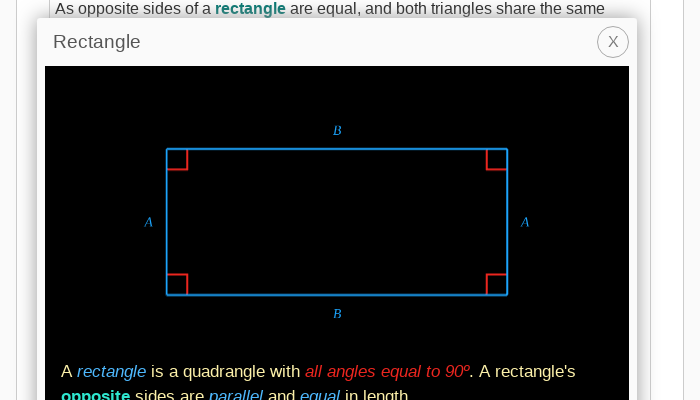 As opposite sides of a rectangle are equal, and both triangles share the same
Rectangle
X
B
A
A
B
A rectangle is a quadrangle with all angles equal to 90º. A rectangle's
opposite sides are parallel and equal in length